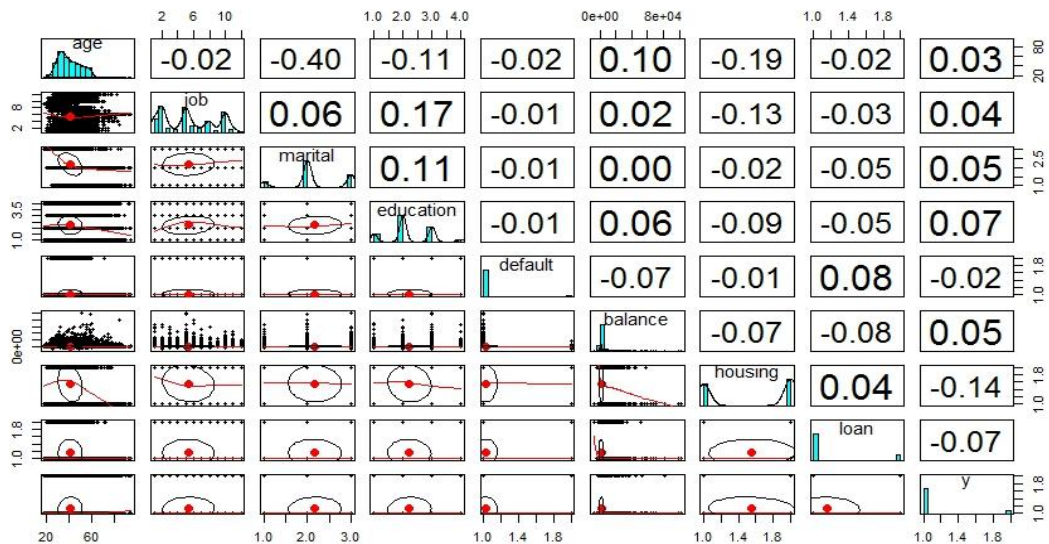 2 6 10 1.0 2.0 3.0 4.0 0e+00 8e+04 1.0 1.4 1.8
age -0.02 -0.40 -0.11 -0.02 0.10 -0.19 -0.02 0.03 20 80
2 8 job 0.06 0.17 -0.01 0.02 -0.13 -0.03 0.04
marital 0.11 -0.01 0.00 -0.02 -0.05 0.05 1.0 2.5
1.0 3.5 education -0.01 0.06 -0.09 -0.05 0.07
default -0.07 -0.01 0.08 -0.02 1.0 1.8
0e+00 balance -0.07 -0.08 0.05
housing 0.04 -0.14 1.0 1.8
1.0 1.8 loan -0.07
y 1.0 1.8
20 60 1.0 2.0 3.0 1.0 1.4 1.8 1.0 1.4 1.8 1.0 1.4 1.8